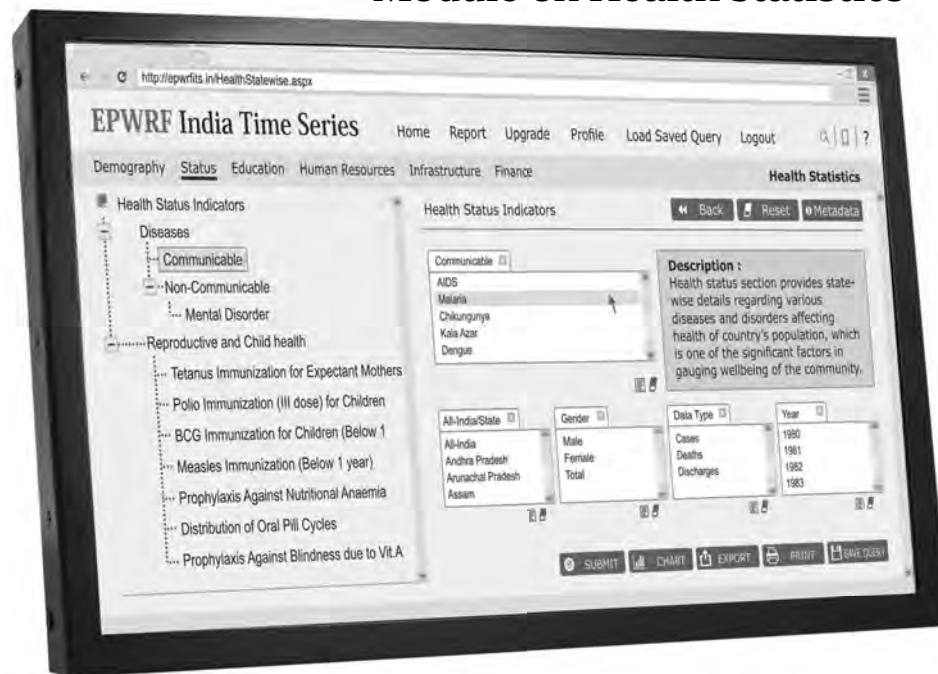 Module on Health Statistics
http://epwrfits.in/HealthStatewise.aspx
EPWRF India Time Series
Home Report Upgrade Profile Load Saved Query Logout ?
Demography Status Education Human Resources Infrastructure Finance
Health Statistics
Health Status Indicators
Diseases
Communicable
Non-Communicable
Mental Disorder
Reproductive and Child health
Tetanus Immunization for Expectant Mothers
Polio Immunization (III dose) for Children
BCG Immunization for Children (Below 1
Measles Immunization (Below 1 year)
Prophylaxis Against Nutritional Anaemia
Distribution of Oral Pill Cycles
Prophylaxis Against Blindness due to Vit.A
Health Status Indicators
Back Reset Metadata
Communicable
AIDS
Malaria
Chikungunya
Kala Azar
Dengue
Description :
Health status section provides state-
wise details regarding various
diseases and disorders affecting
health of country's population, which
is one of the significant factors in
gauging wellbeing of the community.
All-India/State
All-India
Andhra Pradesh
Arunachal Pradesh
Assam
Gender
Male
Female
Total
Data Type
Cases
Deaths
Discharges
Year
1980
1981
1982
1983
SUBMIT CHART EXPORT PRINT SAVE QUERY